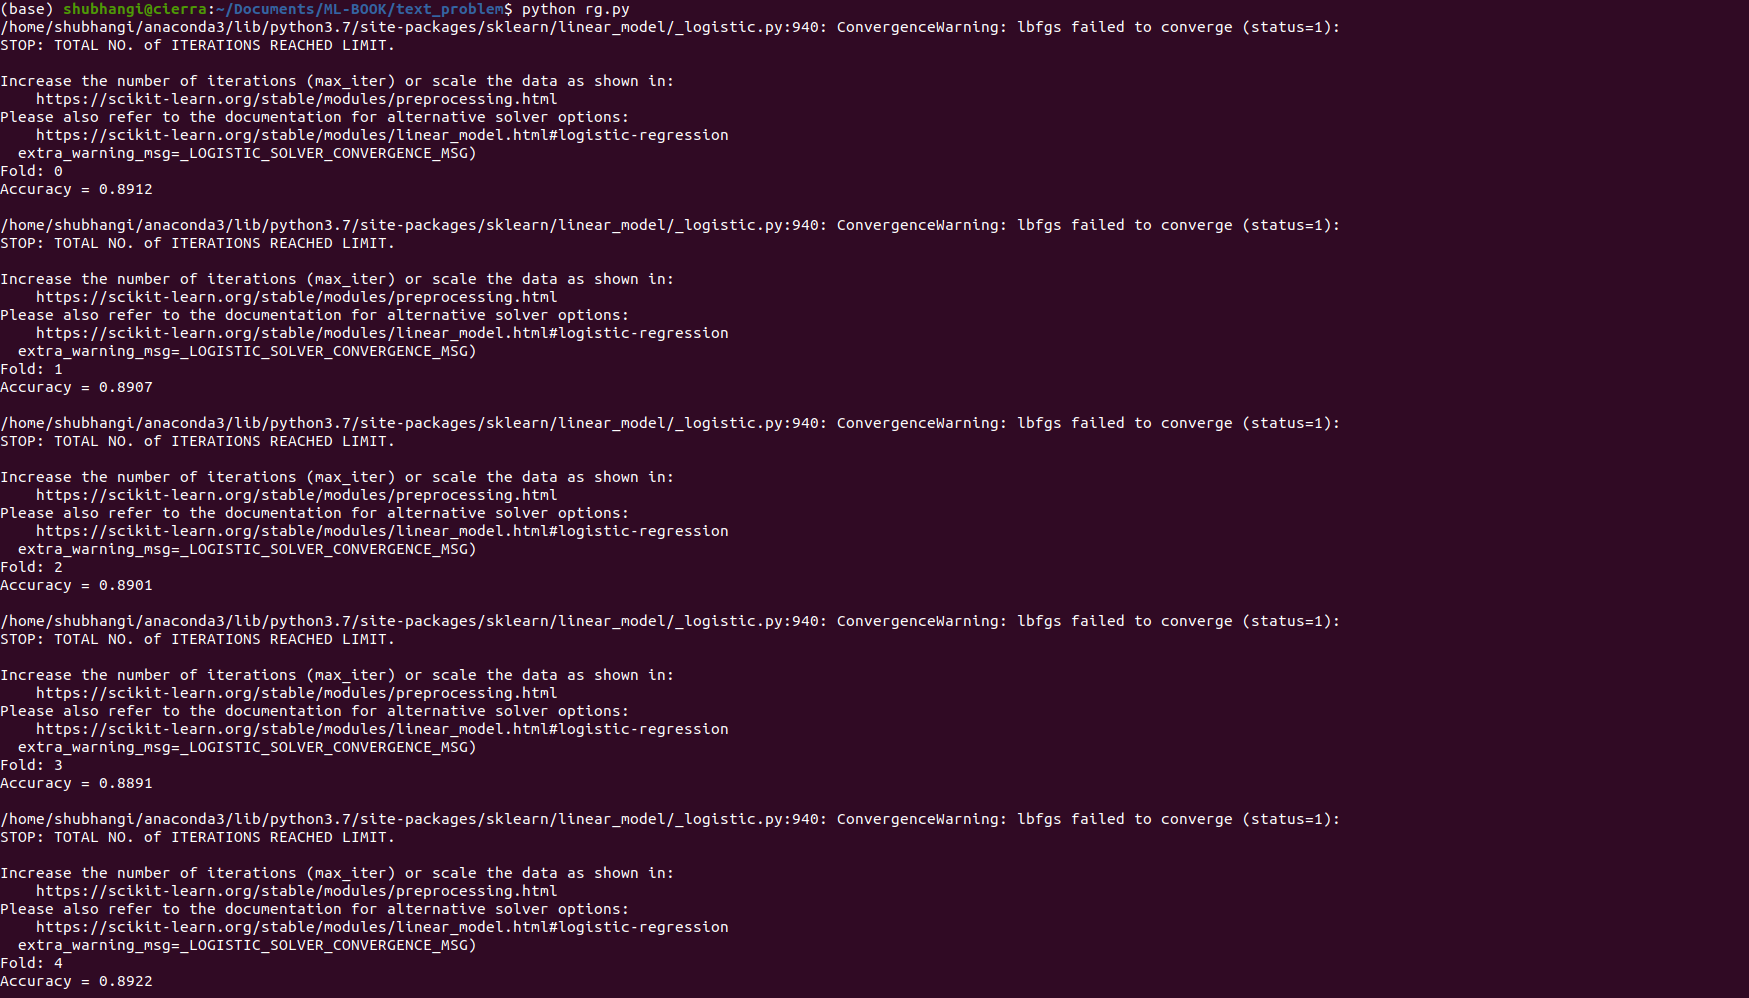 (base) shubhangi@cierra:~/Documents/ML-BOOK/text_problem$ python rg.py
/home/shubhangi/anaconda3/lib/python3.7/site-packages/sklearn/linear_model/_logistic.py:940: ConvergenceWarning: lbfgs failed to converge (status=1):
STOP: TOTAL NO. of ITERATIONS REACHED LIMIT.
Increase the number of iterations (max_iter) or scale the data as shown in:
https://scikit-learn.org/stable/modules/preprocessing.html
Please also refer to the documentation for alternative solver options:
https://scikit-learn.org/stable/modules/linear_model.html#logistic-regression
extra_warning_msg=_LOGISTIC_SOLVER_CONVERGENCE_MSG)
Fold: 0
Accuracy = 0.8912
/home/shubhangi/anaconda3/lib/python3.7/site-packages/sklearn/linear_model/_logistic.py:940: ConvergenceWarning: lbfgs failed to converge (status=1):
STOP: TOTAL NO. of ITERATIONS REACHED LIMIT.
Increase the number of iterations (max_iter) or scale the data as shown in:
https://scikit-learn.org/stable/modules/preprocessing.html
Please also refer to the documentation for alternative solver options:
https://scikit-learn.org/stable/modules/linear_model.html#logistic-regression
extra_warning_msg=_LOGISTIC_SOLVER_CONVERGENCE_MSG)
Fold: 1
Accuracy = 0.8907
/home/shubhangi/anaconda3/lib/python3.7/site-packages/sklearn/linear_model/_logistic.py:940: ConvergenceWarning: lbfgs failed to converge (status=1):
STOP: TOTAL NO. of ITERATIONS REACHED LIMIT.
Increase the number of iterations (max_iter) or scale the data as shown in:
https://scikit-learn.org/stable/modules/preprocessing.html
Please also refer to the documentation for alternative solver options:
https://scikit-learn.org/stable/modules/linear_model.html#logistic-regression
extra_warning_msg=_LOGISTIC_SOLVER_CONVERGENCE_MSG)
Fold: 2
Accuracy = 0.8901
/home/shubhangi/anaconda3/lib/python3.7/site-packages/sklearn/linear_model/_logistic.py:940: ConvergenceWarning: lbfgs failed to converge (status=1):
STOP: TOTAL NO. of ITERATIONS REACHED LIMIT.
Increase the number of iterations (max_iter) or scale the data as shown in:
https://scikit-learn.org/stable/modules/preprocessing.html
Please also refer to the documentation for alternative solver options:
https://scikit-learn.org/stable/modules/linear_model.html#logistic-regression
extra_warning_msg=_LOGISTIC_SOLVER_CONVERGENCE_MSG)
Fold: 3
Accuracy = 0.8891
/home/shubhangi/anaconda3/lib/python3.7/site-packages/sklearn/linear_model/_logistic.py:940: ConvergenceWarning: lbfgs failed to converge (status=1):
STOP: TOTAL NO. of ITERATIONS REACHED LIMIT.
Increase the number of iterations (max_iter) or scale the data as shown in:
https://scikit-learn.org/stable/modules/preprocessing.html
Please also refer to the documentation for alternative solver options:
https://scikit-learn.org/stable/modules/linear_model.html#logistic-regression
extra_warning_msg=_LOGISTIC_SOLVER_CONVERGENCE_MSG)
Fold: 4
Accuracy = 0.8922